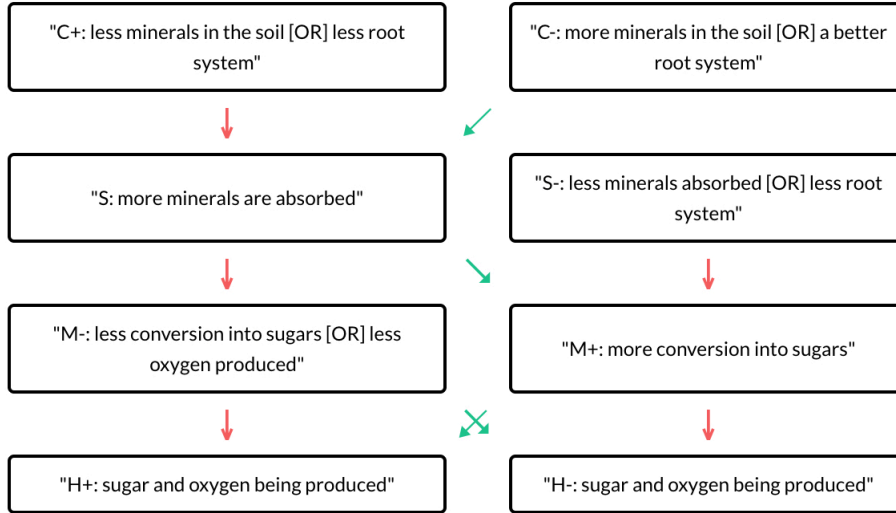 "C+: less minerals in the soil [OR] less root
system"
"C-: more minerals in the soil [OR] a better
root system"
"S: more minerals are absorbed"
"S-: less minerals absorbed [OR] less root
system"
"M-: less conversion into sugars [OR] less
oxygen produced"
"M+: more conversion into sugars"
"H+: sugar and oxygen being produced"
"H-: sugar and oxygen being produced"